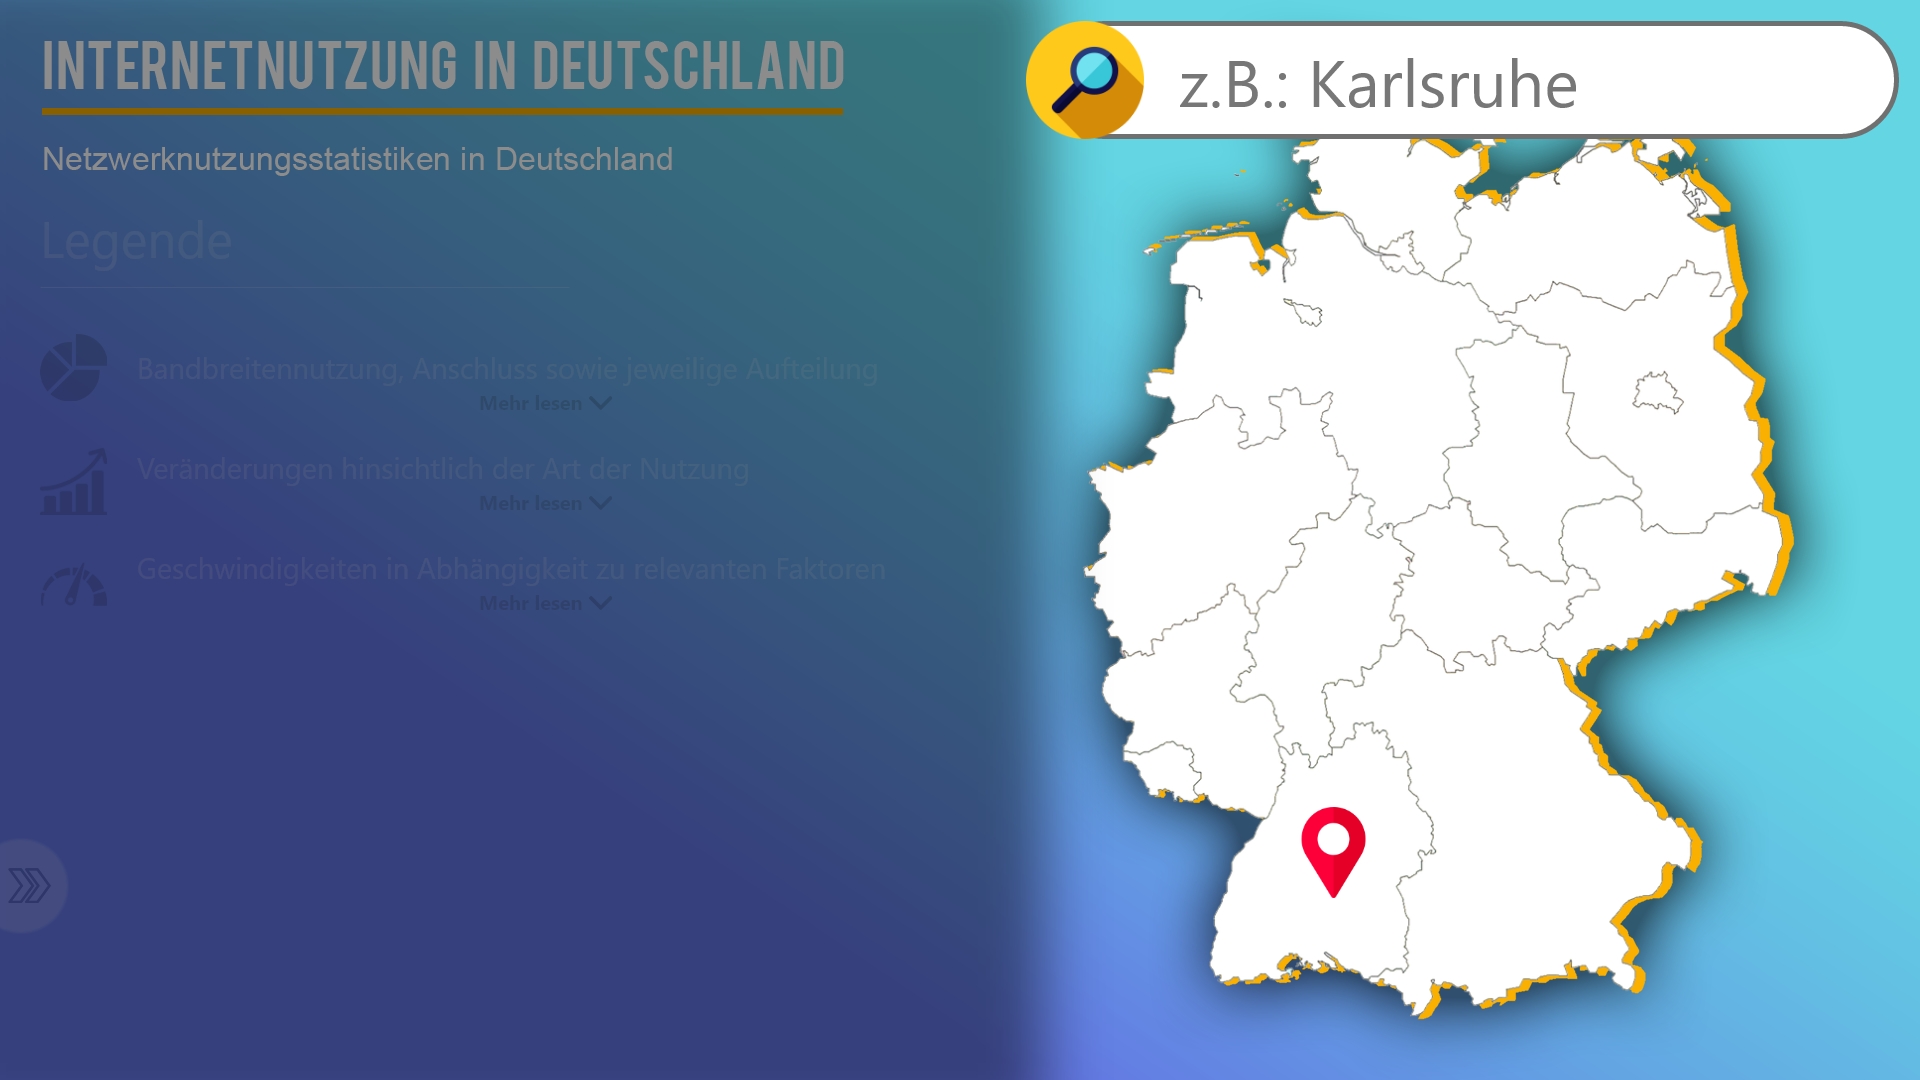 INTERNETNUTZUNG IN DEUTSCHLAND
Netzwerknutzungsstatistiken in Deutschland
Legende
Bandbreitennutzung, Anschluss sowie jeweilige Aufteilung
Mehr lesen
Veränderungen hinsichtlich der Art der Nutzung
Mehr lesen
Geschwindigkeiten in Abhängigkeit zu relevanten Faktoren
Mehr lesen
z.B.: Karlsruhe